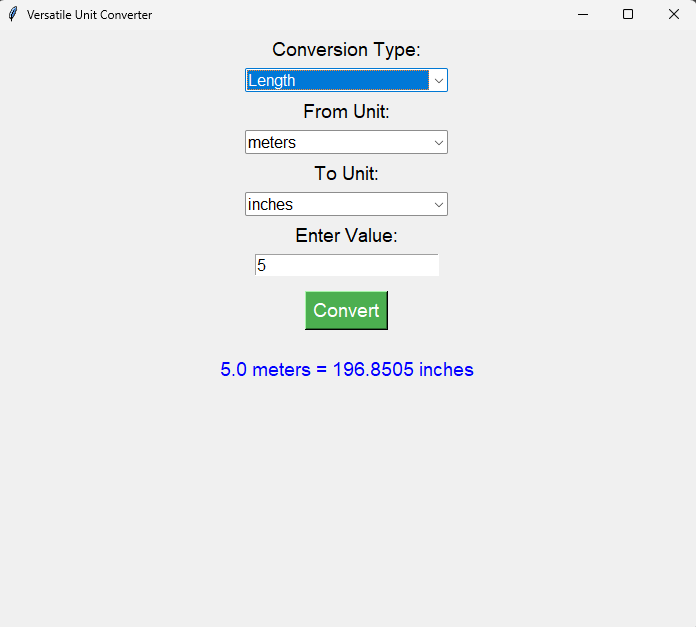 Versatile Unit Converter
Conversion Type:
Length
From Unit:
meters
To Unit:
inches
Enter Value:
5
Convert
5.0 meters = 196.8505 inches